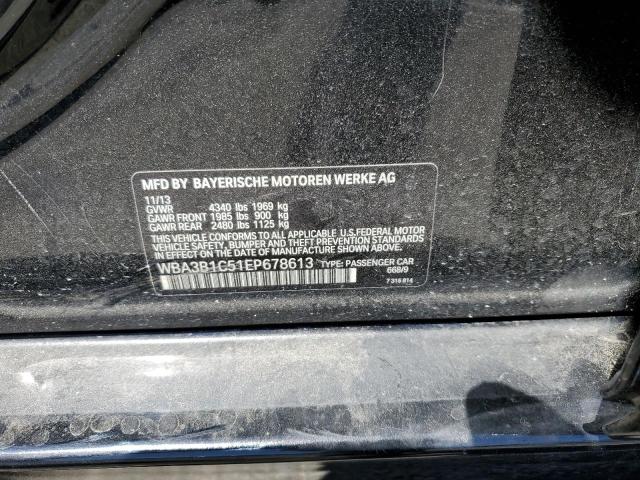 MFD BY BAYERISCHE MOTOREN WERKE AG
11/13
GVWR 4340 lbs 1969 kg
GAWR FRONT 1985 lbs 900 kg
GAWR REAR 2480 lbs 1125 kg
THIS VEHICLE CONFORMS TO ALL APPLICABLE U.S.FEDERAL MOTOR
VEHICLE SAFETY, BUMPER, AND THEFT PREVENTION STANDARDS
IN EFFECT ON THE DATE OF MANUFACTURE SHOWN ABOVE.
WBA3B1C51EP678613 TYPE: PASSENGER CAR
668/9
7 316 814